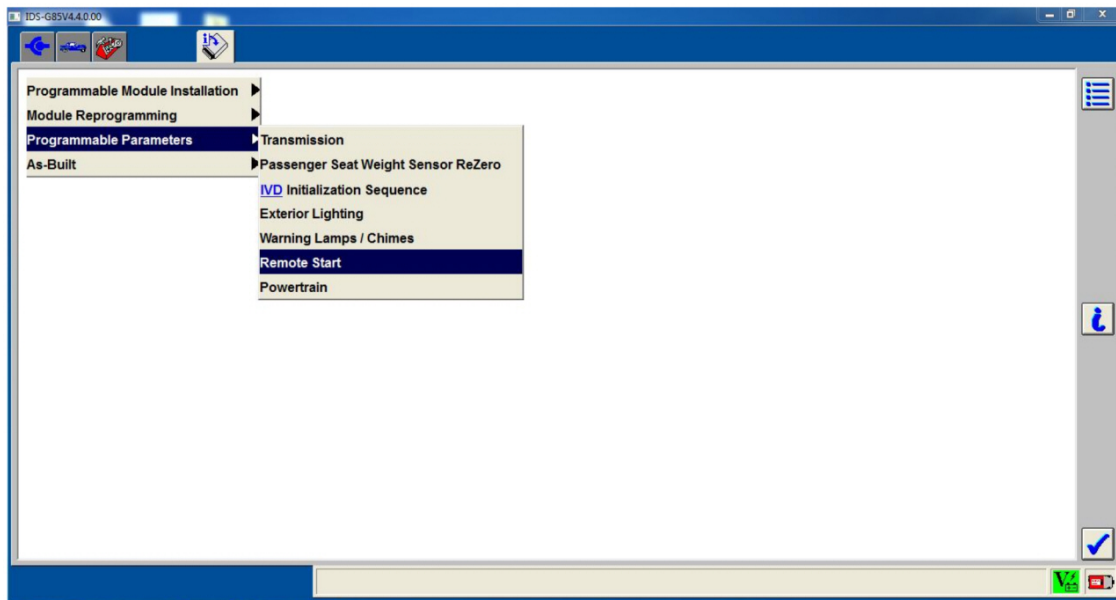 IDS-G85V4.4.0.00
Programmable Module Installation
Module Reprogramming
Programmable Parameters
As-Built
Transmission
Passenger Seat Weight Sensor ReZero
IVD Initialization Sequence
Exterior Lighting
Warning Lamps / Chimes
Remote Start
Powertrain